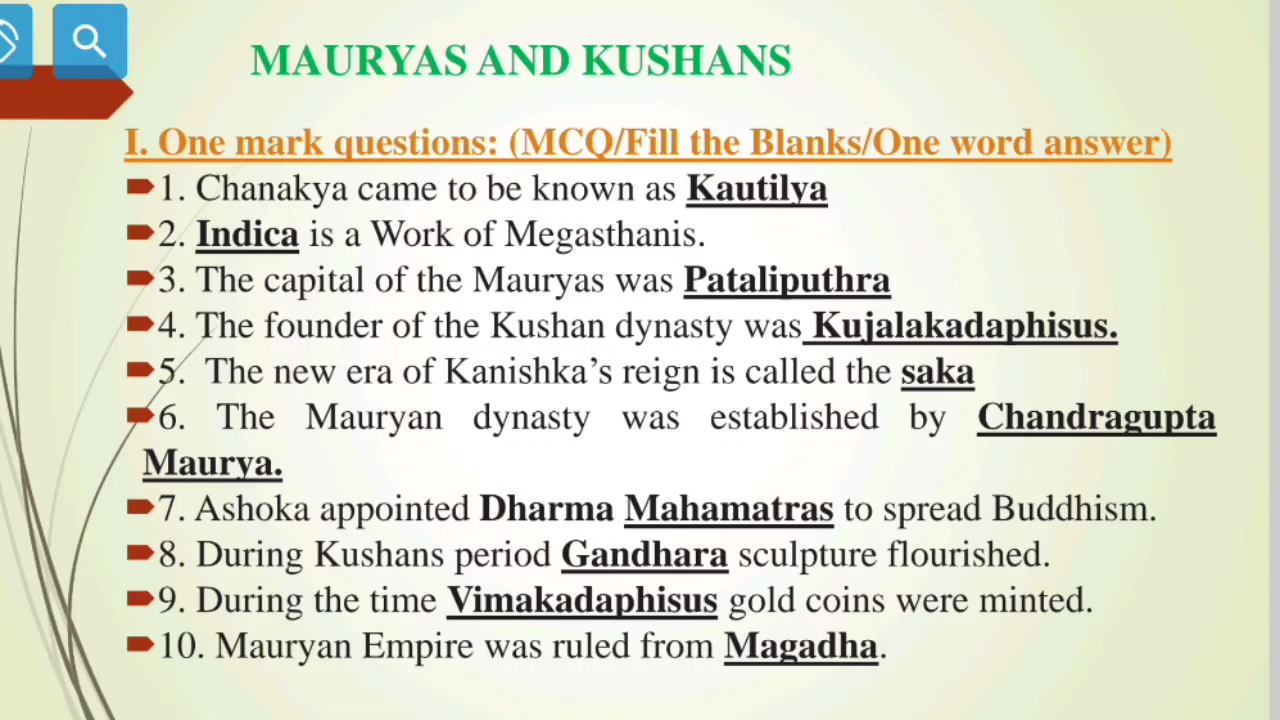 MAURYAS AND KUSHANS
I. One mark questions: (MCQ/Fill the Blanks/One word answer)
1. Chanakya came to be known as Kautilya
2. Indica is a Work of Megasthanis.
3. The capital of the Mauryas was Pataliputhra
4. The founder of the Kushan dynasty was Kujalakadaphisus.
5. The new era of Kanishka’s reign is called the saka
6. The Mauryan dynasty was established by Chandragupta
Maurya.
7. Ashoka appointed Dharma Mahamatras to spread Buddhism.
8. During Kushans period Gandhara sculpture flourished.
9. During the time Vimakadaphisus gold coins were minted.
10. Mauryan Empire was ruled from Magadha.